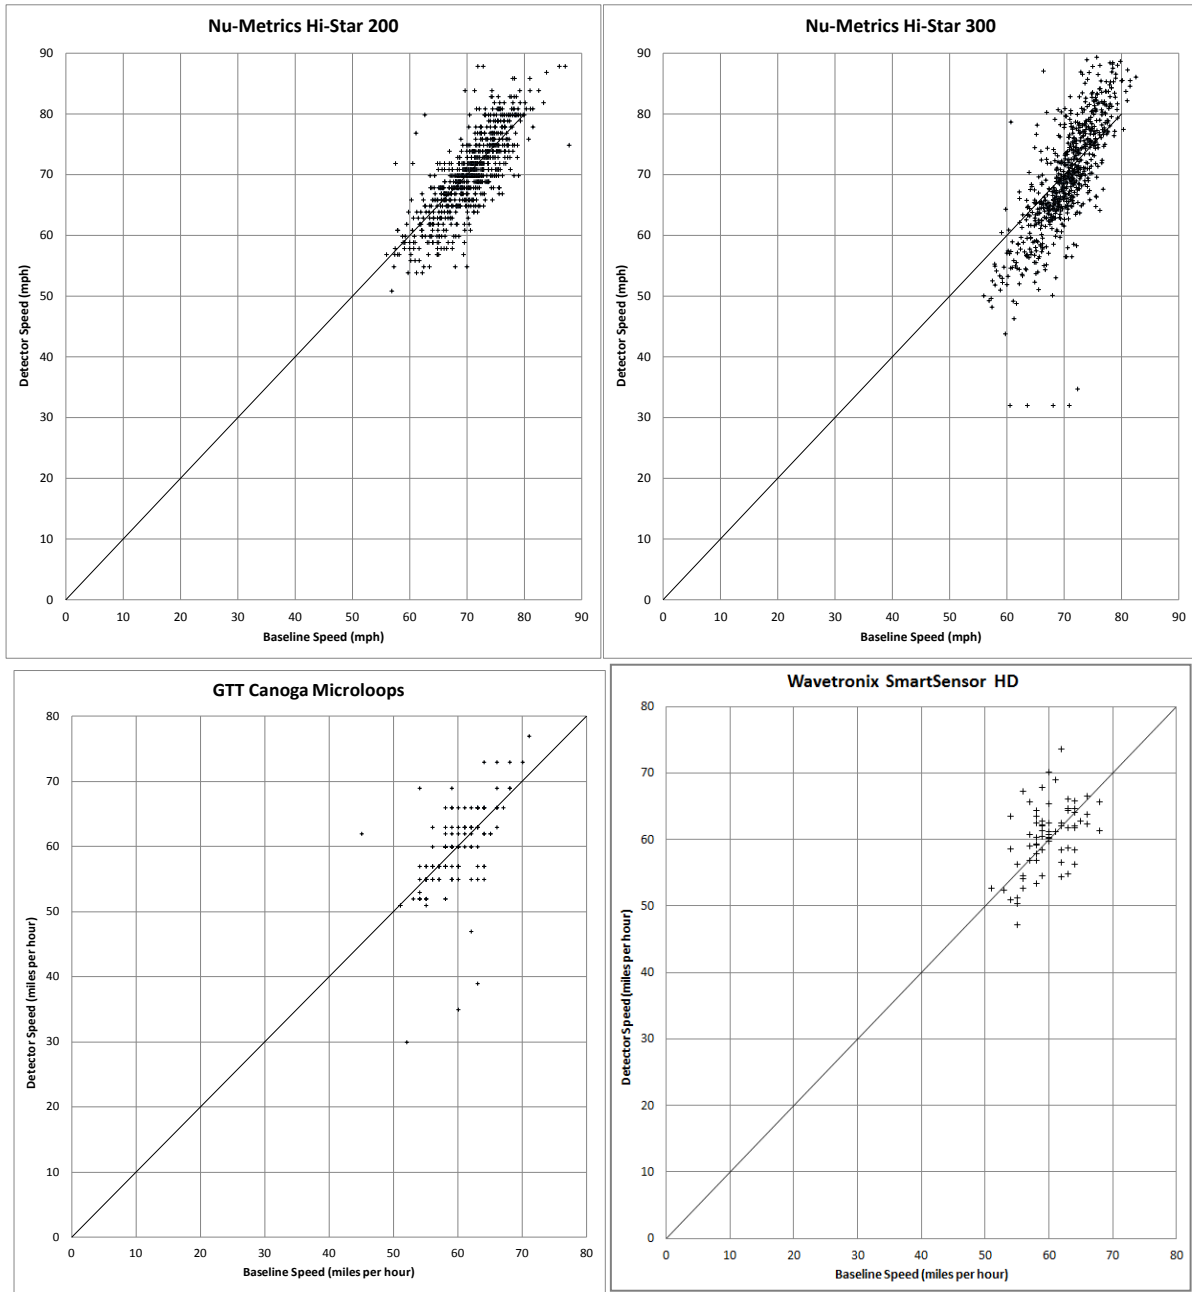 Nu-Metrics Hi-Star 200
90
80
70
60
50
40
30
20
10
0
Detector Speed (mph)
0 10 20 30 40 50 60 70 80 90
Baseline Speed (mph)
Nu-Metrics Hi-Star 300
90
80
70
60
50
40
30
20
10
0
Detector Speed (mph)
0 10 20 30 40 50 60 70 80 90
Baseline Speed (mph)
GTT Canoga Microloops
80
70
60
50
40
30
20
10
0
Detector Speed (miles per hour)
0 10 20 30 40 50 60 70 80
Baseline Speed (miles per hour)
Wavetronix SmartSensor HD
80
70
60
50
40
30
20
10
0
Detector Speed (miles per hour)
0 10 20 30 40 50 60 70 80
Baseline Speed (miles per hour)